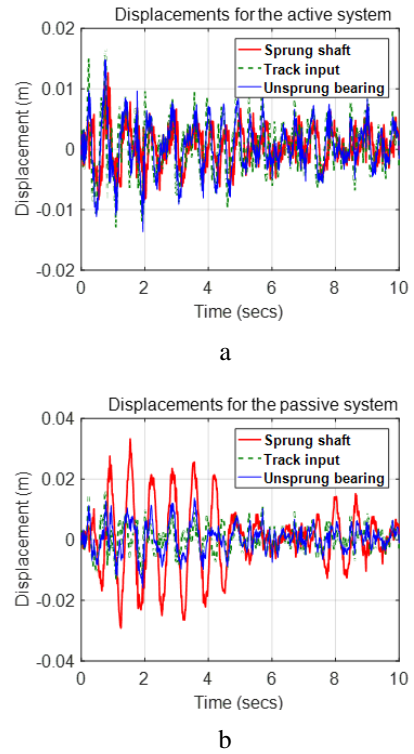 Displacements for the active system
Sprung shaft
Track input
Unsprung bearing
Displacement (m)
0.02
0.01
0
-0.01
-0.02
0 2 4 6 8 10
Time (secs)
a
Displacements for the passive system
Sprung shaft
Track input
Unsprung bearing
Displacement (m)
0.04
0.02
0
-0.02
-0.04
0 2 4 6 8 10
Time (secs)
b